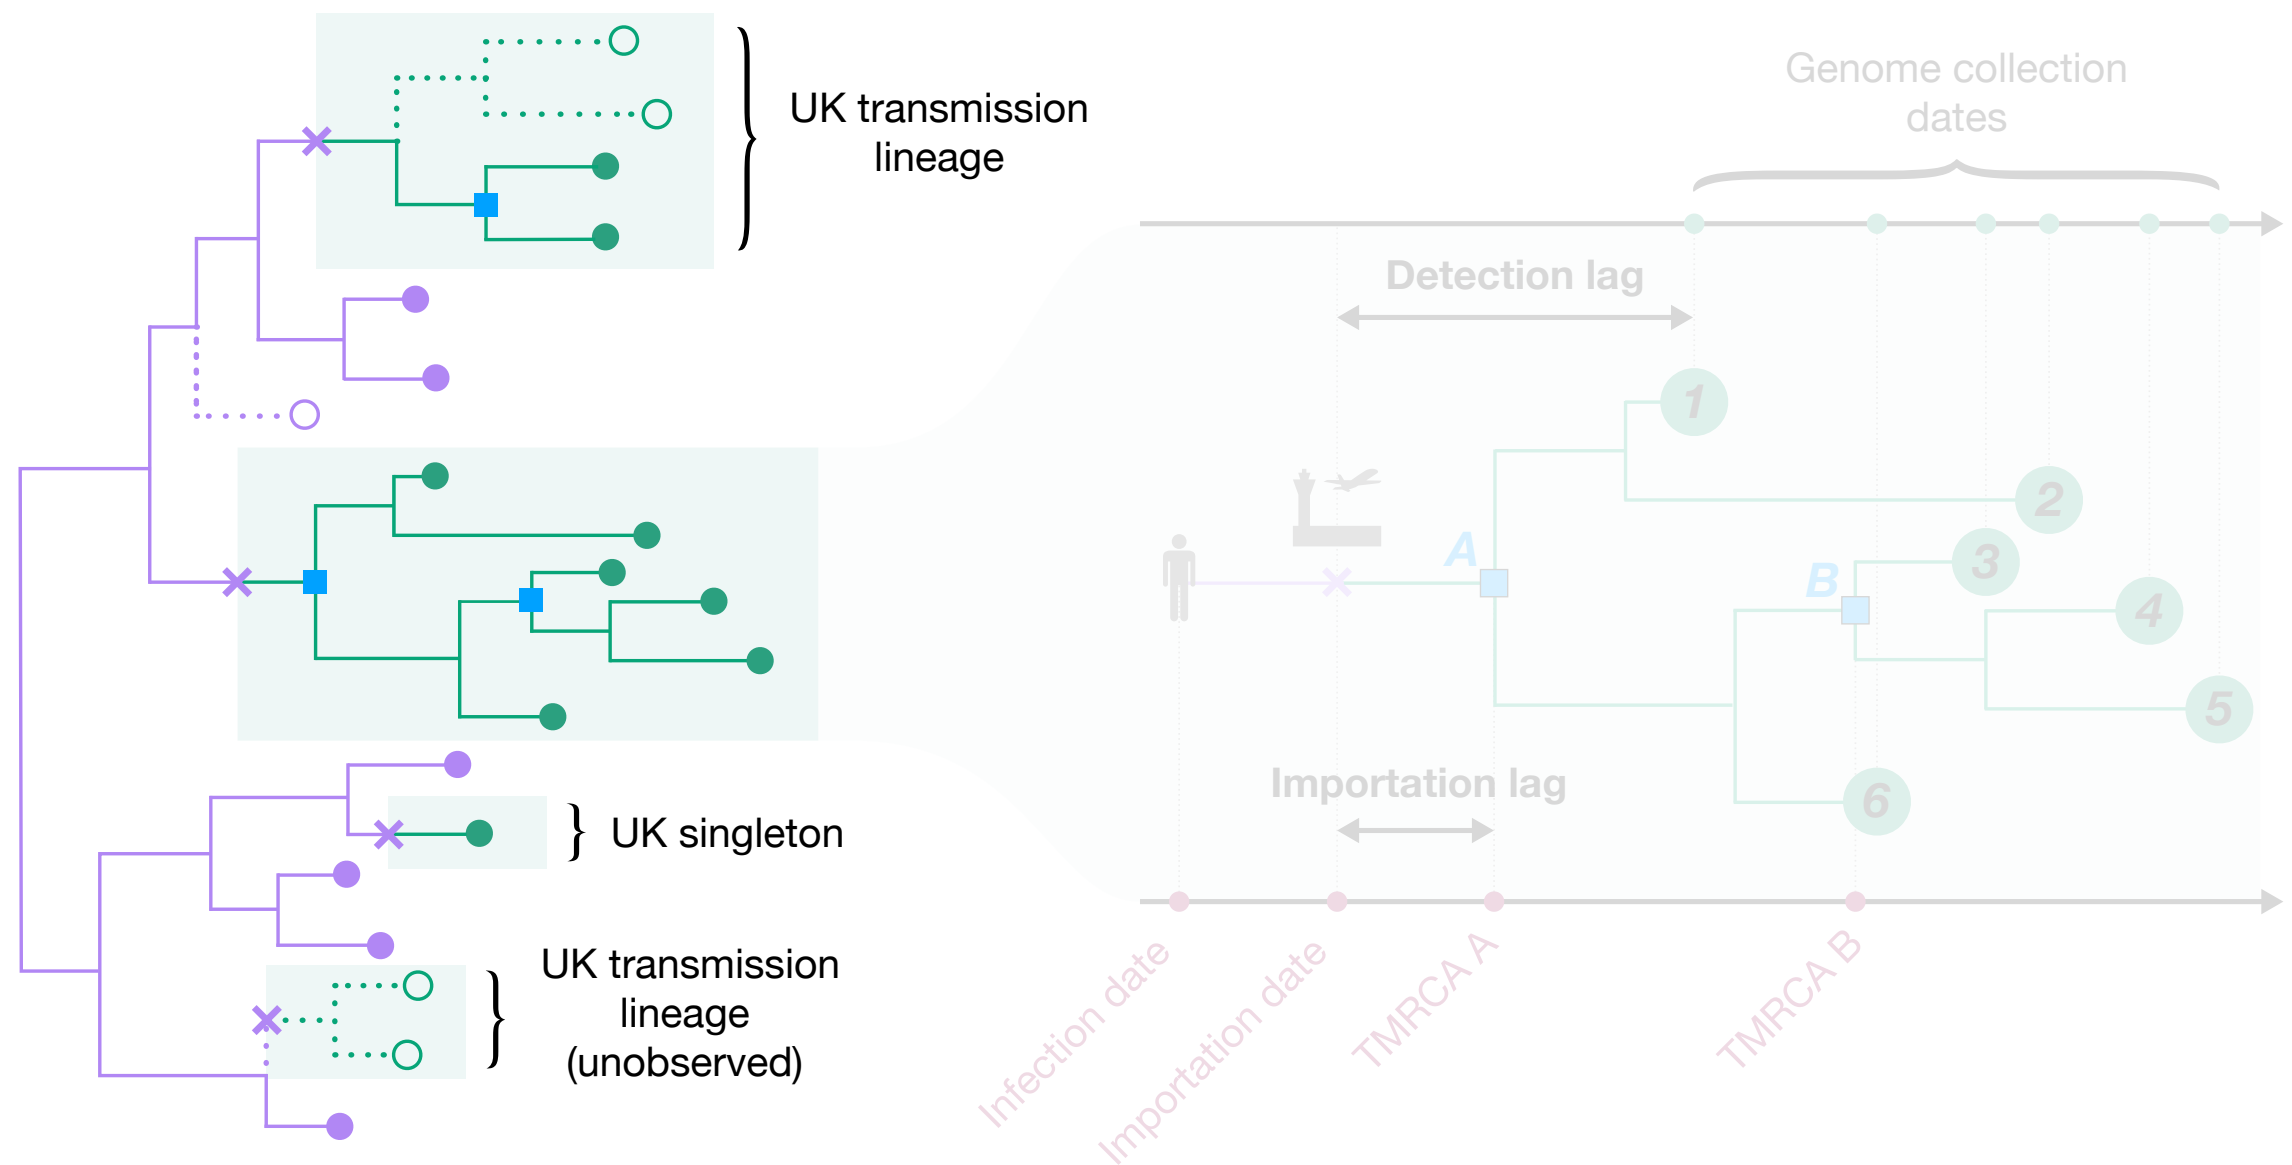 UK transmission
lineage
Genome collection
dates
Detection lag
1
2
A
3
B
4
5
Importation lag
6
UK singleton
UK transmission
lineage
(unobserved)
Infection date
Importation date
TMRCA A
TMRCA B